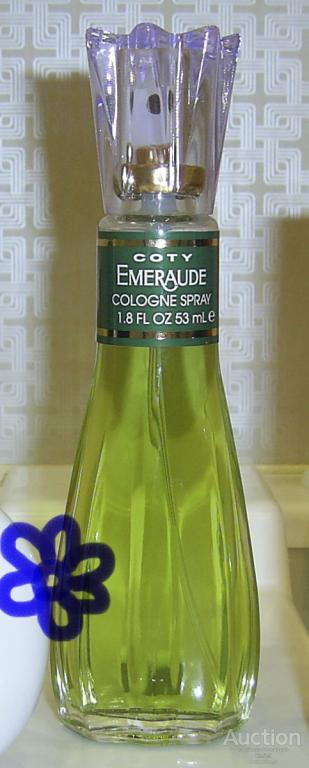 COTY
EMERAUDE
COLOGNE SPRAY
1.8 FL OZ 53 mL e
Auction